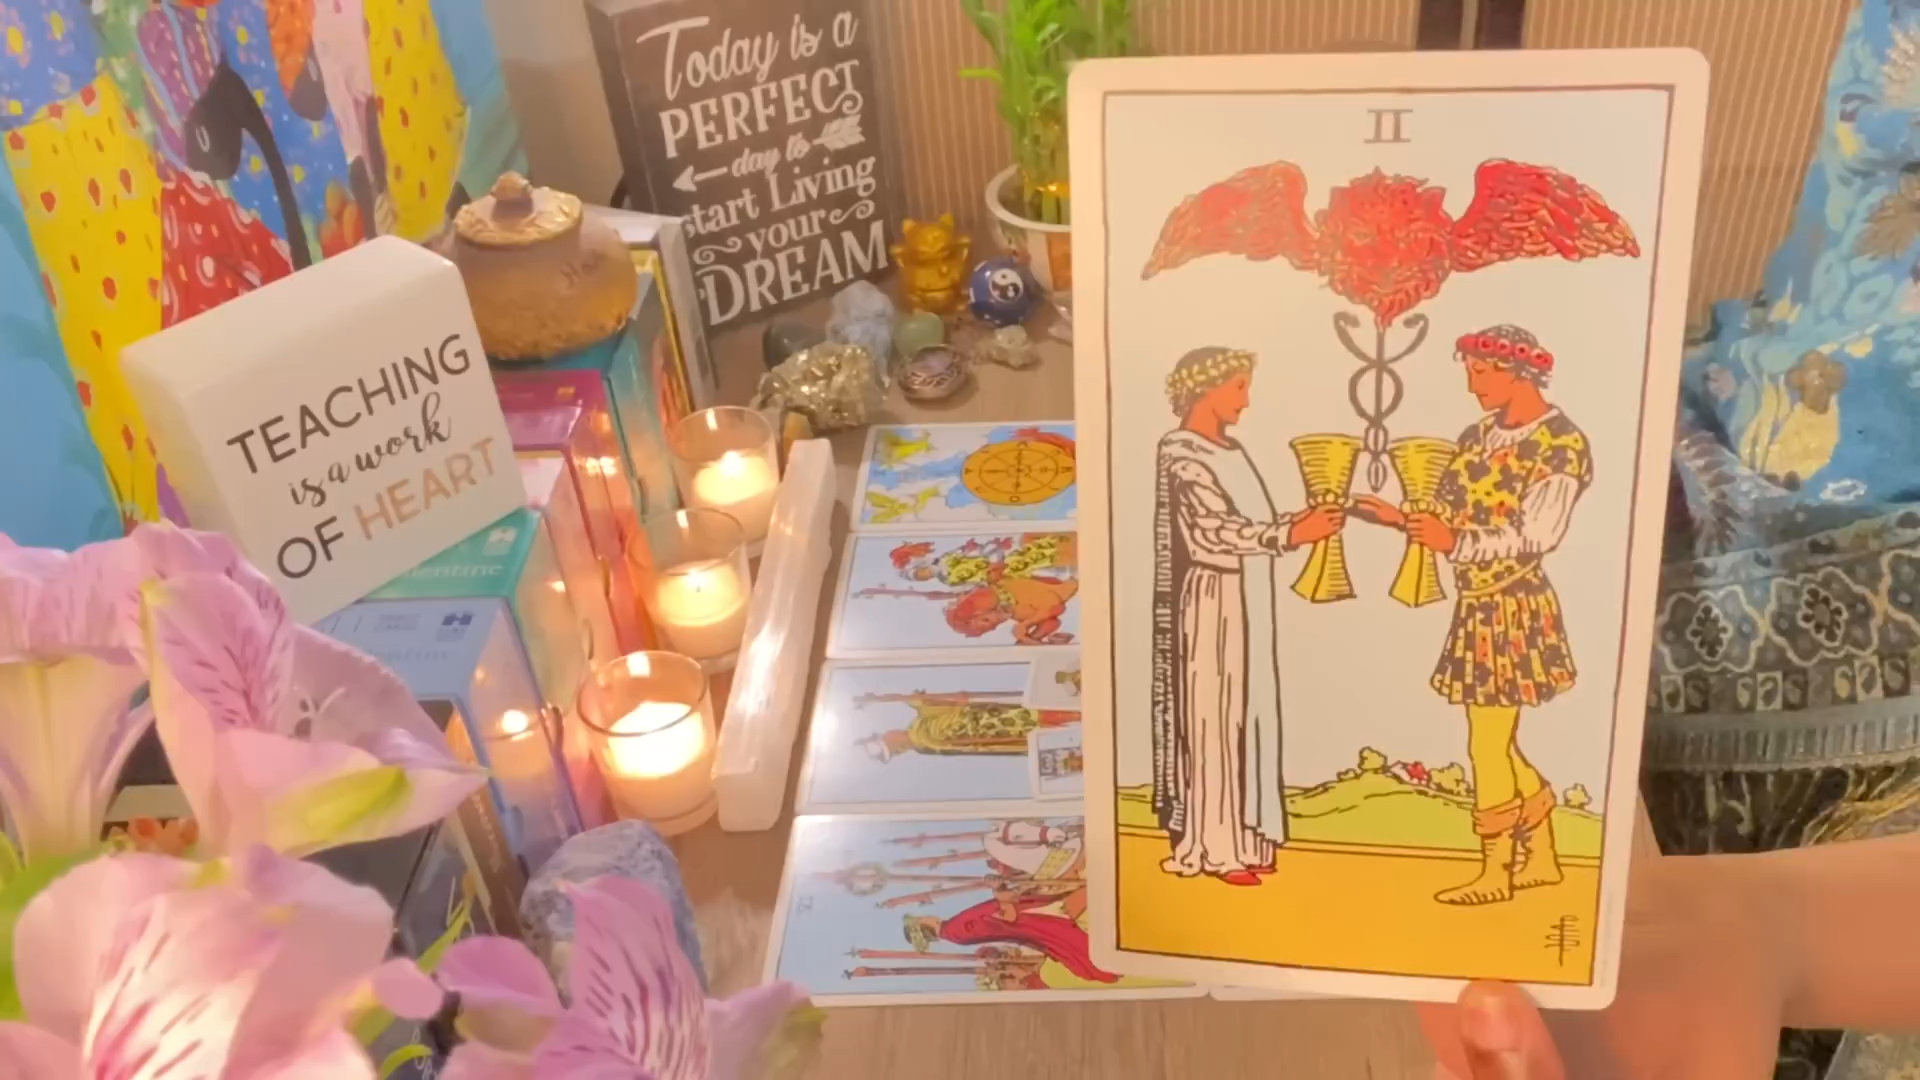 Today is a
PERFECT
day to
start Living
your
DREAM
TEACHING
is a work
OF HEART
II